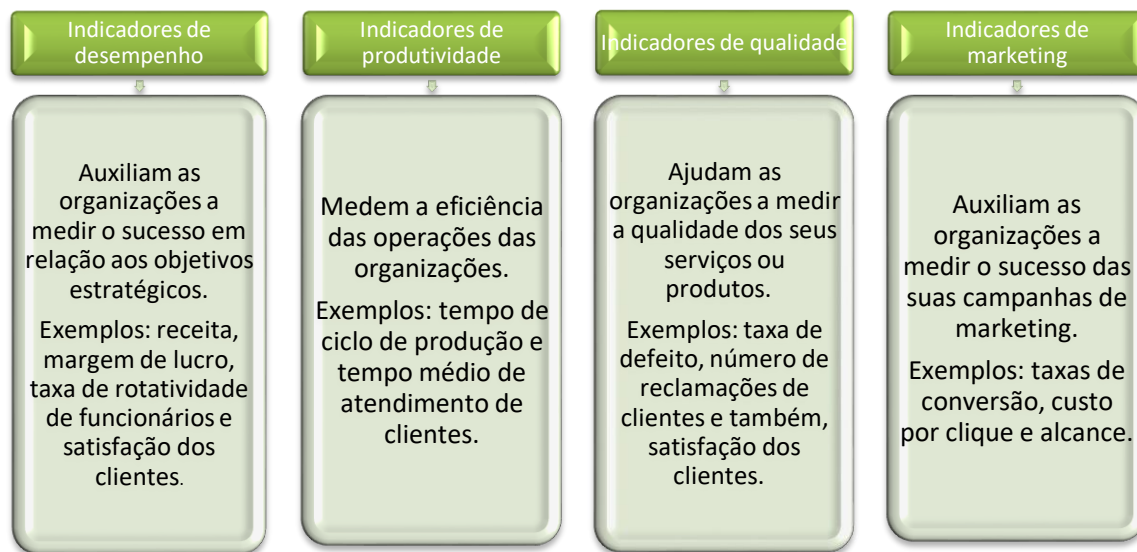 Indicadores de
desempenho
Auxiliam as
organizações a
medir o sucesso em
relação aos objetivos
estratégicos.
Exemplos: receita,
margem de lucro,
taxa de rotatividade
de funcionários e
satisfação dos
clientes.
Indicadores de
produtividade
Medem a eficiência
das operações das
organizações.
Exemplos: tempo de
ciclo de produção e
tempo médio de
atendimento de
clientes.
Indicadores de qualidade
Ajudam as
organizações a medir
a qualidade dos seus
serviços ou
produtos.
Exemplos: taxa de
defeito, número de
reclamações de
clientes e também,
satisfação dos
clientes.
Indicadores de
marketing
Auxiliam as
organizações a
medir o sucesso das
suas campanhas de
marketing.
Exemplos: taxas de
conversão, custo
por clique e alcance.